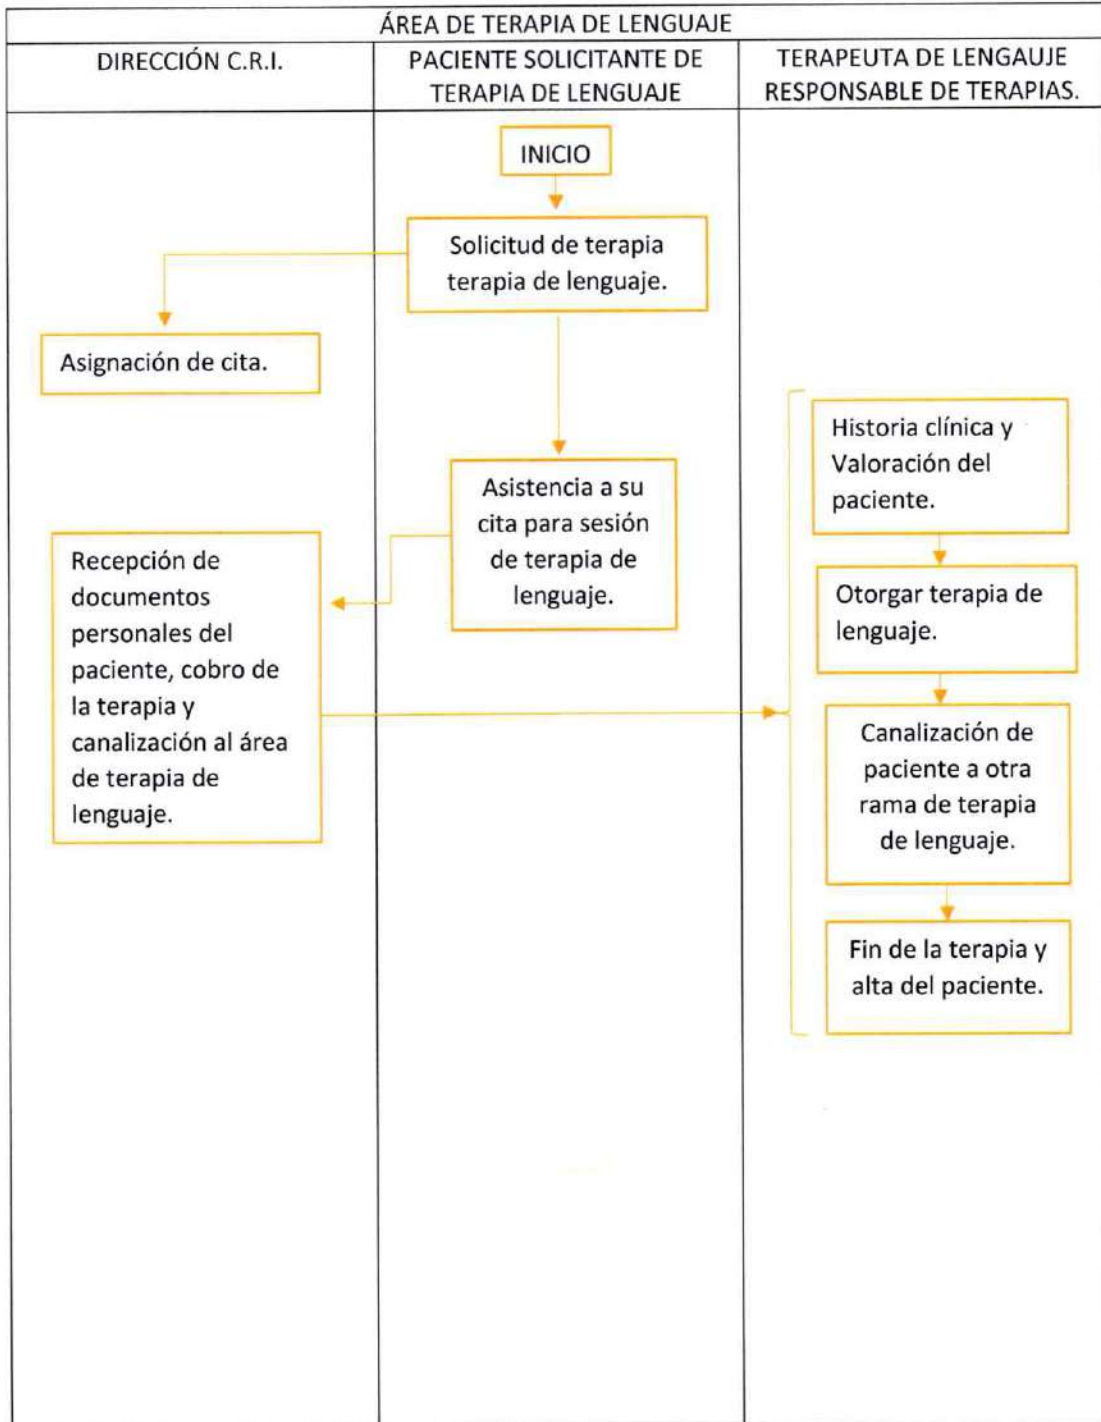 ÁREA DE TERAPIA DE LENGUAJE
DIRECCIÓN C.R.I.
PACIENTE SOLICITANTE DE
TERAPIA DE LENGUAJE
TERAPEUTA DE LENGAUJE
RESPONSABLE DE TERAPIAS.
INICIO
Solicitud de terapia
terapia de lenguaje.
Asignación de cita.
Asistencia a su
cita para sesión
de terapia de
lenguaje.
Recepción de
documentos
personales del
paciente, cobro de
la terapia y
canalización al área
de terapia de
lenguaje.
Historia clínica y
Valoración del
paciente.
Otorgar terapia de
lenguaje.
Canalización de
paciente a otra
rama de terapia
de lenguaje.
Fin de la terapia y
alta del paciente.